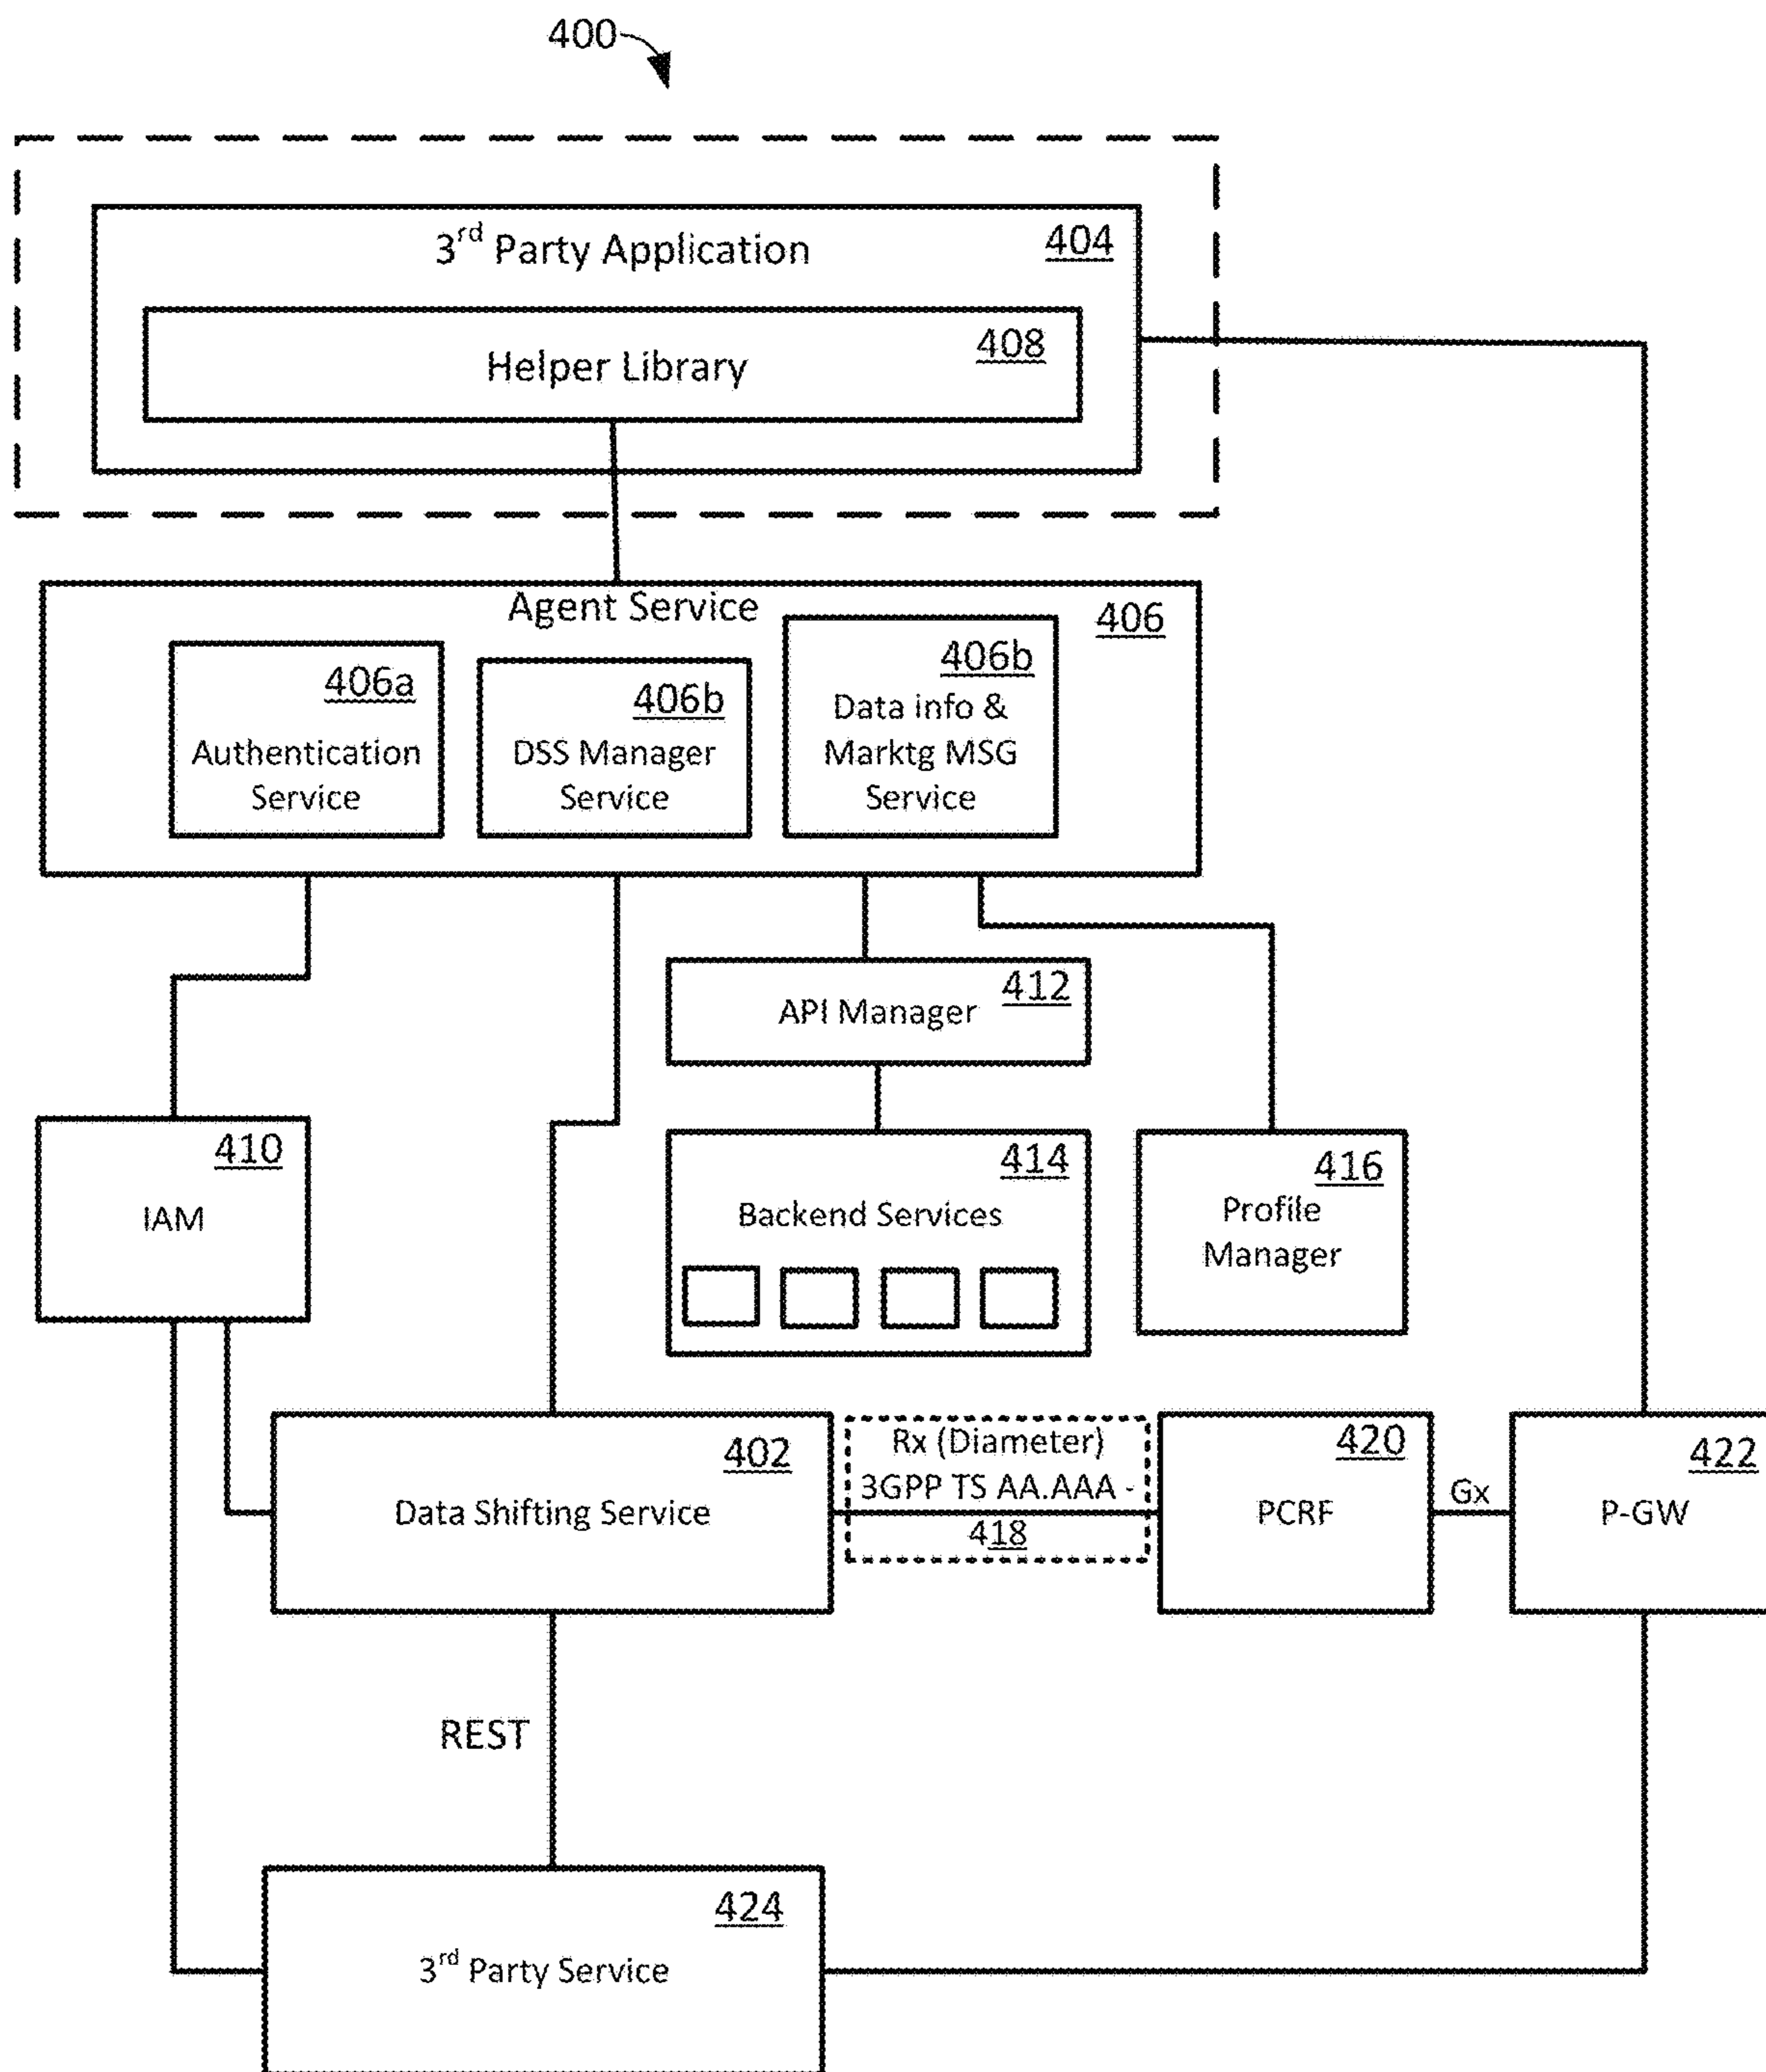 400
3rd Party Application
404
Helper Library
408
Agent Service
406
406a
Authentication
Service
406b
DSS Manager
Service
406b
Data info &
Marktg MSG
Service
API Manager
412
410
IAM
414
Backend Services
416
Profile
Manager
402
Data Shifting Service
Rx (Diameter)
3GPP TS AA.AAA -
418
420
PCRF
Gx
422
P-GW
REST
424
3rd Party Service